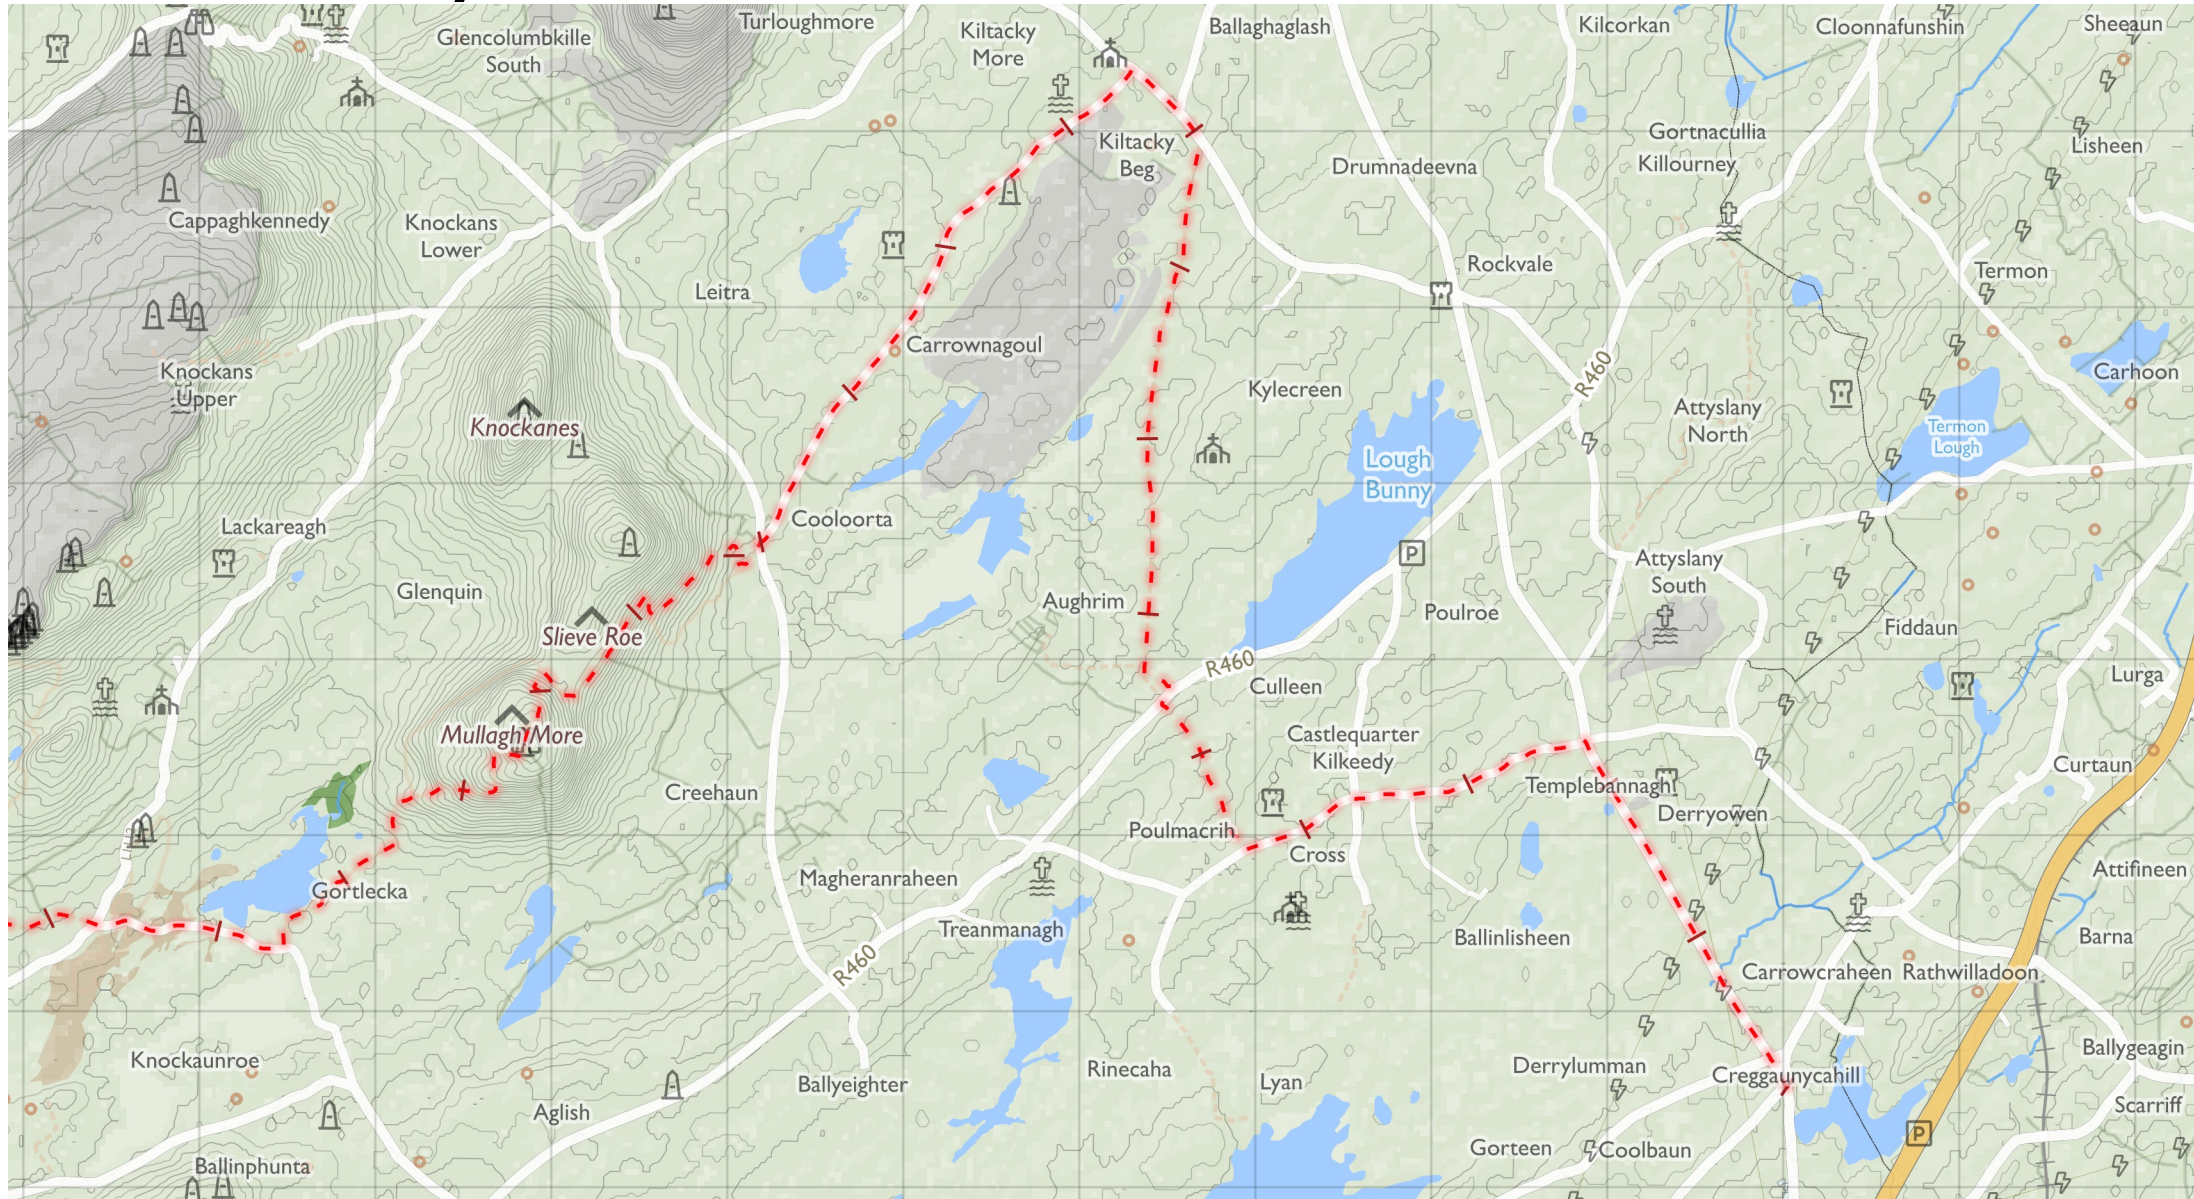 Turloughmore
Kiltacky
More
Ballaghaglash
Kilcorkan
Cloonnafunshin
Sheeaun
Glencolumbkille
South
Kiltacky
Beg
Gortnacullia
Killourney
Lisheen
Drumnadeevna
Cappaghkennedy
Knockans
Lower
Leitra
Rockvale
Termon
Carrownagoul
Knockans
Upper
Kylecreen
R460
Carhoon
Attyslany
North
Knockanes
Termon
Lough
Lough
Bunny
Lackareagh
Cooloorta
Attyslany
South
Glenquin
Aughrim
Poulroe
Fiddaun
Slieve Roe
R460
Culleen
Lurga
Mullagh More
Castlequarter
Kilkeedy
Curtaun
Creehaun
Templebannagh
Derryowen
Poulmacrih
Cross
Attifineen
Gortlecka
Magheranraheen
Treanmanagh
Ballinlisheen
Barna
R460
Carrowcraheen
Rathwilladoon
Knockaunroe
Rinecaha
Lyan
Derrylumman
Creggaunycahill
Ballygeagin
Ballyeighter
Aglish
Scarriff
Gorteen
Coolbaun
Ballinphunta
P
P